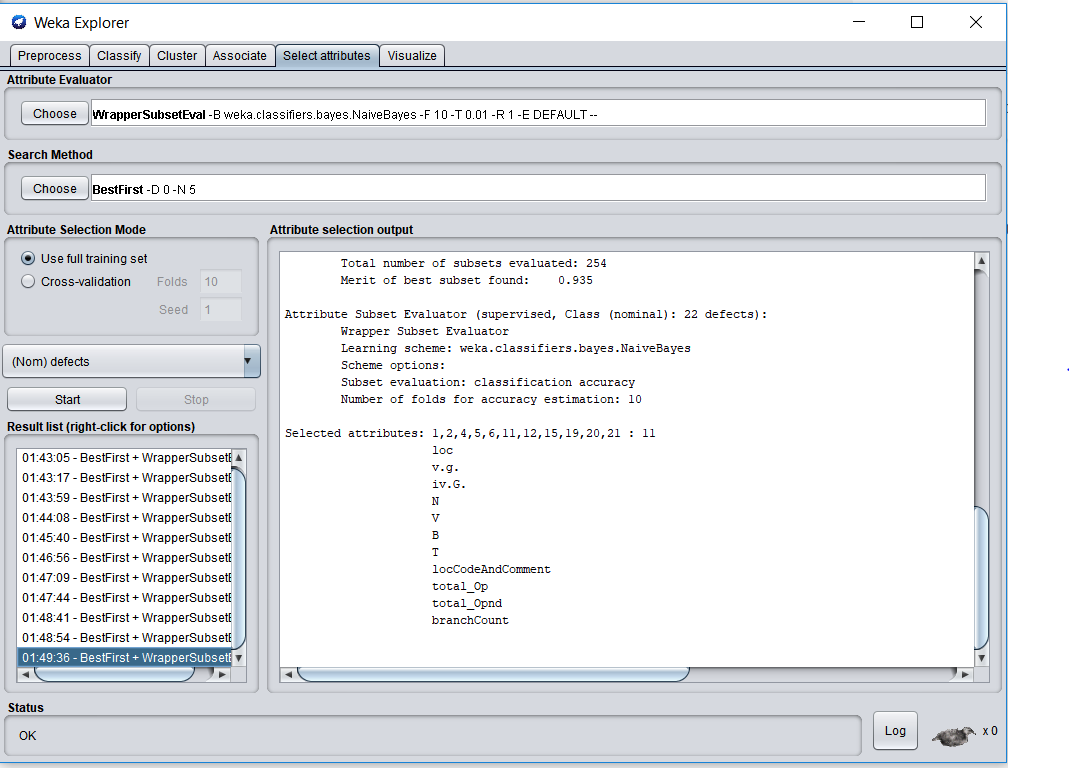 Weka Explorer
Preprocess Classify Cluster Associate Select attributes Visualize
Attribute Evaluator
Choose WrapperSubsetEval -B weka.classifiers.bayes.NaiveBayes -F 10 -T 0.01 -R 1 -E DEFAULT --
Search Method
Choose BestFirst -D 0 -N 5
Attribute Selection Mode
Use full training set
Cross-validation Folds 10
Seed 1
(Nom) defects
Start Stop
Result list (right-click for options)
01:43:05 - BestFirst + WrapperSubsetE
01:43:17 - BestFirst + WrapperSubsetE
01:43:59 - BestFirst + WrapperSubsetE
01:44:08 - BestFirst + WrapperSubsetE
01:45:40 - BestFirst + WrapperSubsetE
01:46:56 - BestFirst + WrapperSubsetE
01:47:09 - BestFirst + WrapperSubsetE
01:47:44 - BestFirst + WrapperSubsetE
01:48:41 - BestFirst + WrapperSubsetE
01:48:54 - BestFirst + WrapperSubsetE
01:49:36 - BestFirst + WrapperSubsetE
Attribute selection output
Total number of subsets evaluated: 254
Merit of best subset found: 0.935
Attribute Subset Evaluator (supervised, Class (nominal): 22 defects):
Wrapper Subset Evaluator
Learning scheme: weka.classifiers.bayes.NaiveBayes
Scheme options:
Subset evaluation: classification accuracy
Number of folds for accuracy estimation: 10
Selected attributes: 1,2,4,5,6,11,12,15,19,20,21 : 11
loc
v.g.
iv.G.
N
V
B
T
locCodeAndComment
total_Op
total_Opnd
branchCount
Status
OK
Log x 0